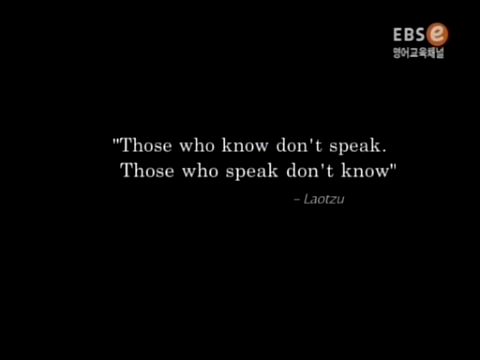 EBS e
영어교육채널
"Those who know don't speak.
Those who speak don't know"
– Laotzu